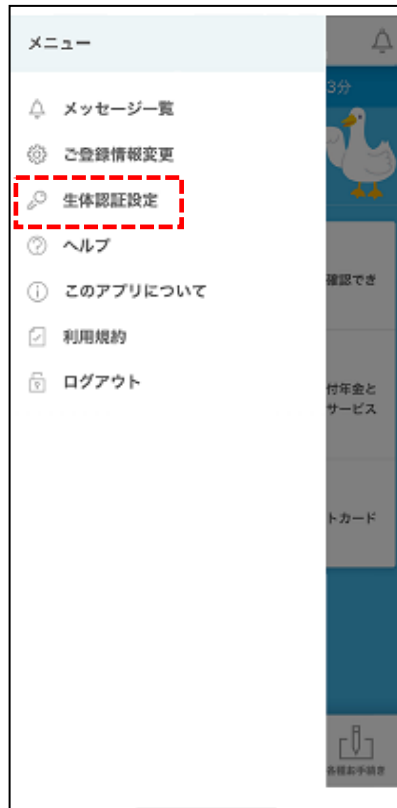 メニュー
メッセージ一覧
ご登録情報変更
生体認証設定
ヘルプ
このアプリについて
利用規約
ログアウト
3分
確認でき
付年金と
サービス
トカード
各種お手続き